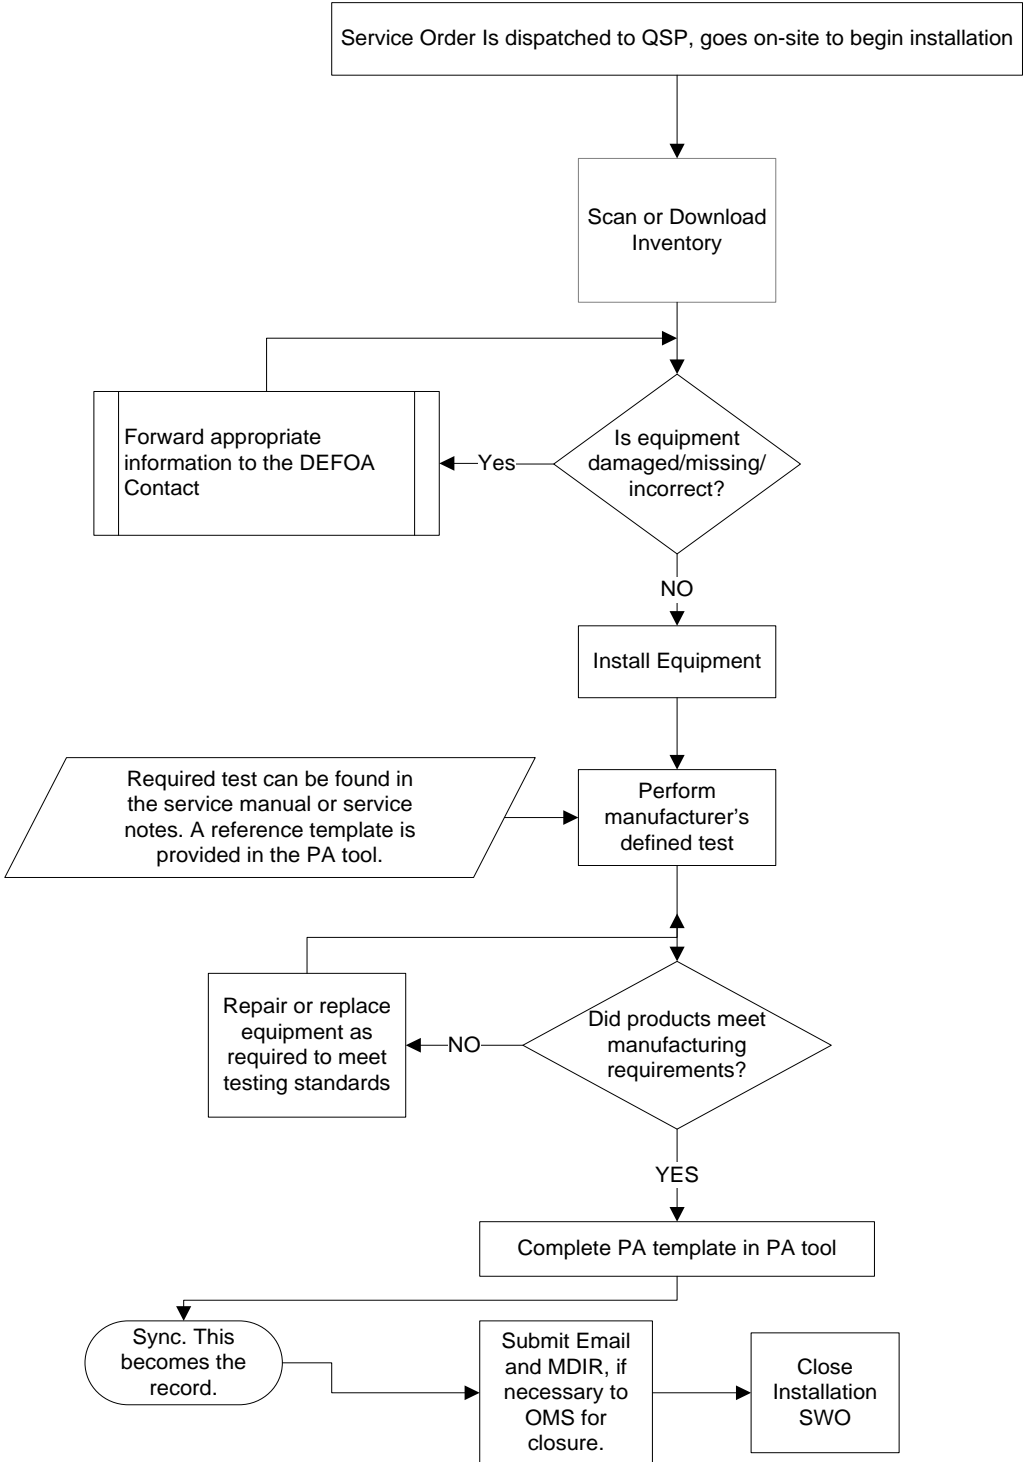 Service Order Is dispatched to QSP, goes on-site to begin installation
Scan or Download
Inventory
Is equipment
damaged/missing/
incorrect?
Yes
Forward appropriate
information to the DEFOA
Contact
NO
Install Equipment
Required test can be found in
the service manual or service
notes. A reference template is
provided in the PA tool.
Perform
manufacturer's
defined test
Did products meet
manufacturing
requirements?
NO
Repair or replace
equipment as
required to meet
testing standards
YES
Complete PA template in PA tool
Sync. This
becomes the
record.
Submit Email
and MDIR, if
necessary to
OMS for
closure.
Close
Installation
SWO